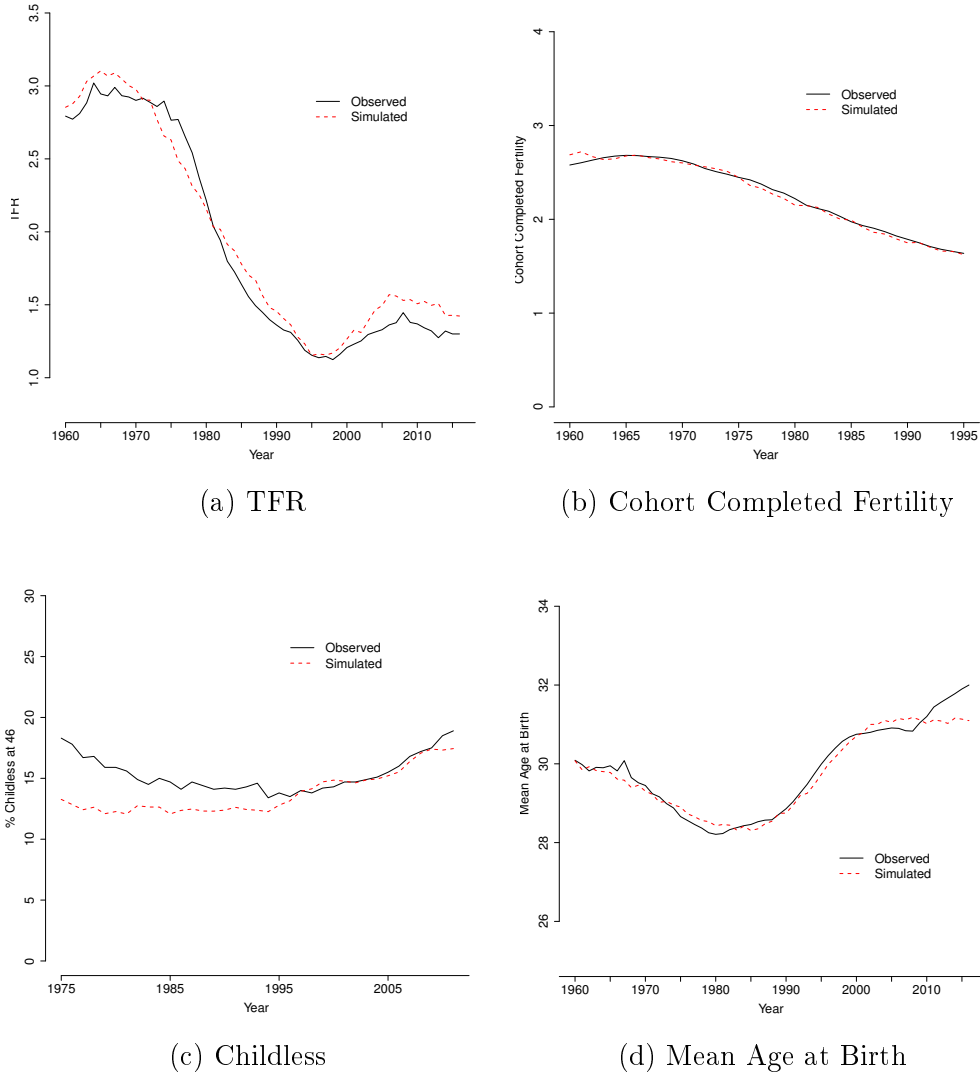 3.5
3.0
2.5
2.0
1.5
1.0
TFR
Observed
Simulated
1960 1970 1980 1990 2000 2010
Year
(a) TFR
4
3
2
1
0
Cohort Completed Fertility
Observed
Simulated
1960 1965 1970 1975 1980 1985 1990 1995
Year
(b) Cohort Completed Fertility
30
25
20
15
10
5
0
% Childless at 46
Observed
Simulated
1975 1985 1995 2005
Year
(c) Childless
34
32
30
28
26
Mean Age at Birth
Observed
Simulated
1960 1970 1980 1990 2000 2010
Year
(d) Mean Age at Birth